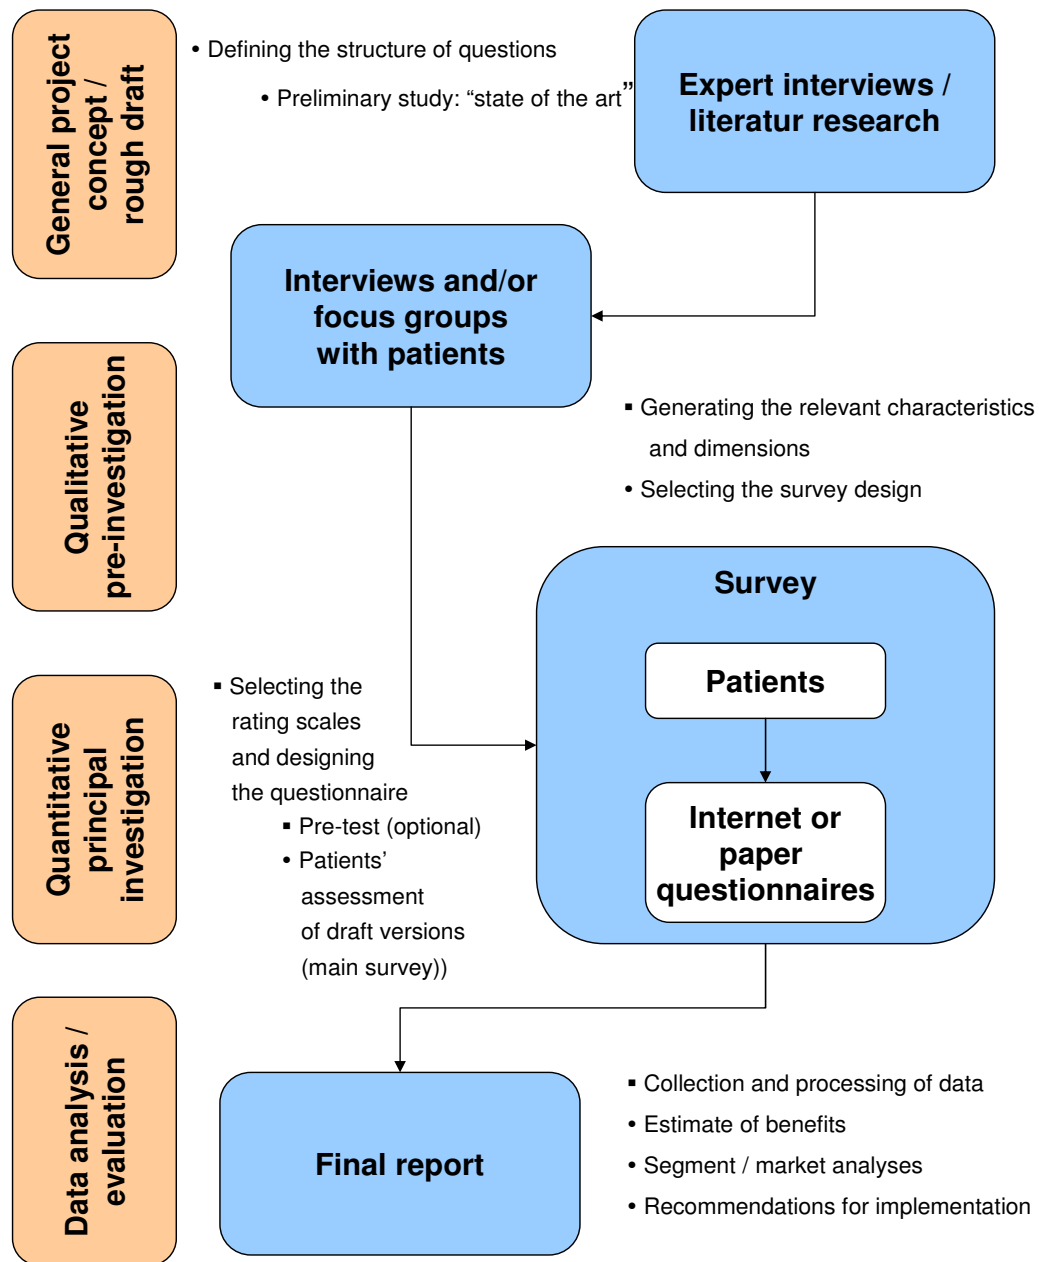 General project
concept /
rough draft
• Defining the structure of questions
• Preliminary study: “state of the art”
Expert interviews /
literatur research
Interviews and/or
focus groups
with patients
Qualitative
pre-investigation
▪ Generating the relevant characteristics
and dimensions
• Selecting the survey design
Survey
Patients
Internet or
paper
questionnaires
Quantitative
principal
investigation
▪ Selecting the
rating scales
and designing
the questionnaire
▪ Pre-test (optional)
• Patients’
assessment
of draft versions
(main survey))
Data analysis /
evaluation
Final report
▪ Collection and processing of data
• Estimate of benefits
• Segment / market analyses
• Recommendations for implementation